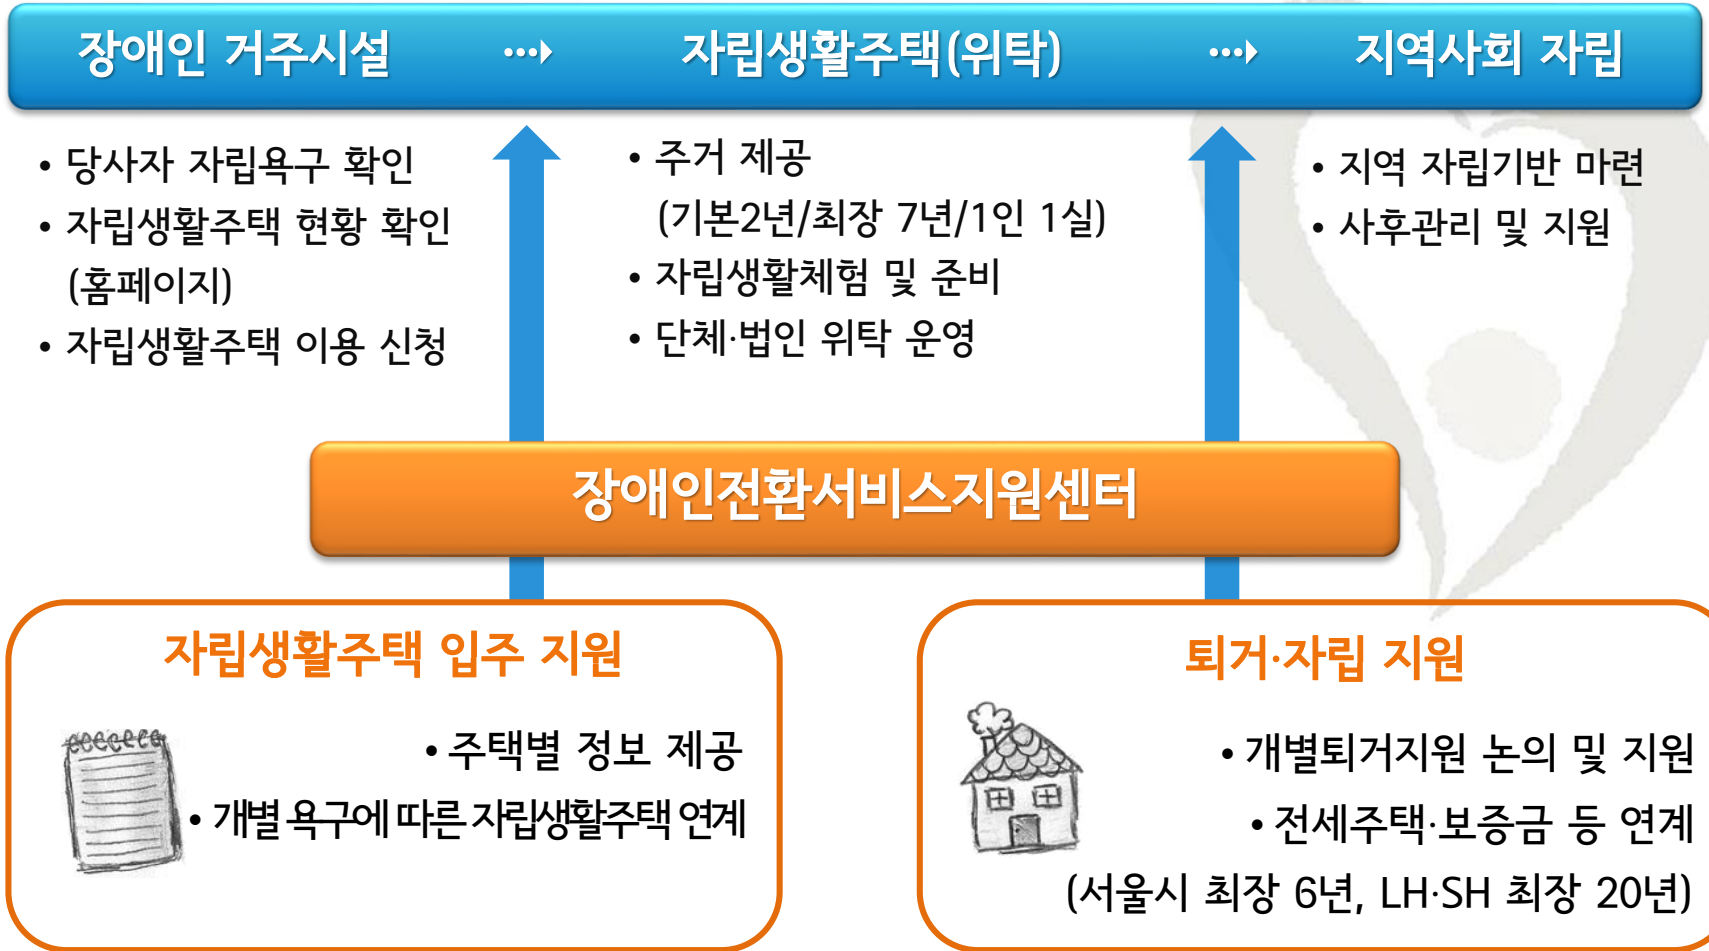 장애인 거주시설 ···▸ 자립생활주택(위탁) ···▸ 지역사회 자립
• 당사자 자립욕구 확인
• 자립생활주택 현황 확인
(홈페이지)
• 자립생활주택 이용 신청
• 주거 제공
(기본2년/최장 7년/1인 1실)
• 자립생활체험 및 준비
• 단체·법인 위탁 운영
• 지역 자립기반 마련
• 사후관리 및 지원
장애인전환서비스지원센터
자립생활주택 입주 지원
• 주택별 정보 제공
• 개별 욕구에 따른 자립생활주택 연계
퇴거·자립 지원
• 개별퇴거지원 논의 및 지원
• 전세주택·보증금 등 연계
(서울시 최장 6년, LH·SH 최장 20년)